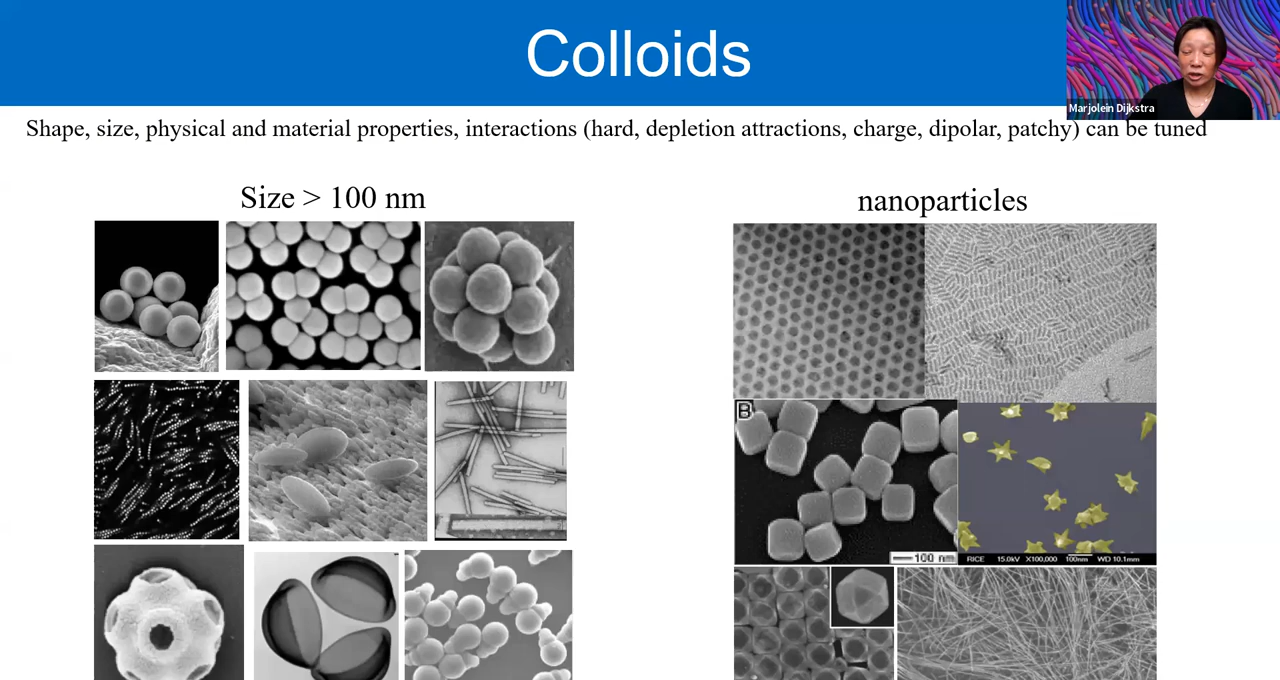 Colloids
Marjolein Dijkstra
Shape, size, physical and material properties, interactions (hard, depletion attractions, charge, dipolar, patchy) can be tuned
Size > 100 nm
nanoparticles
B
100 nm
RICE 15.0kV X100,000 100nm WD 10.1mm